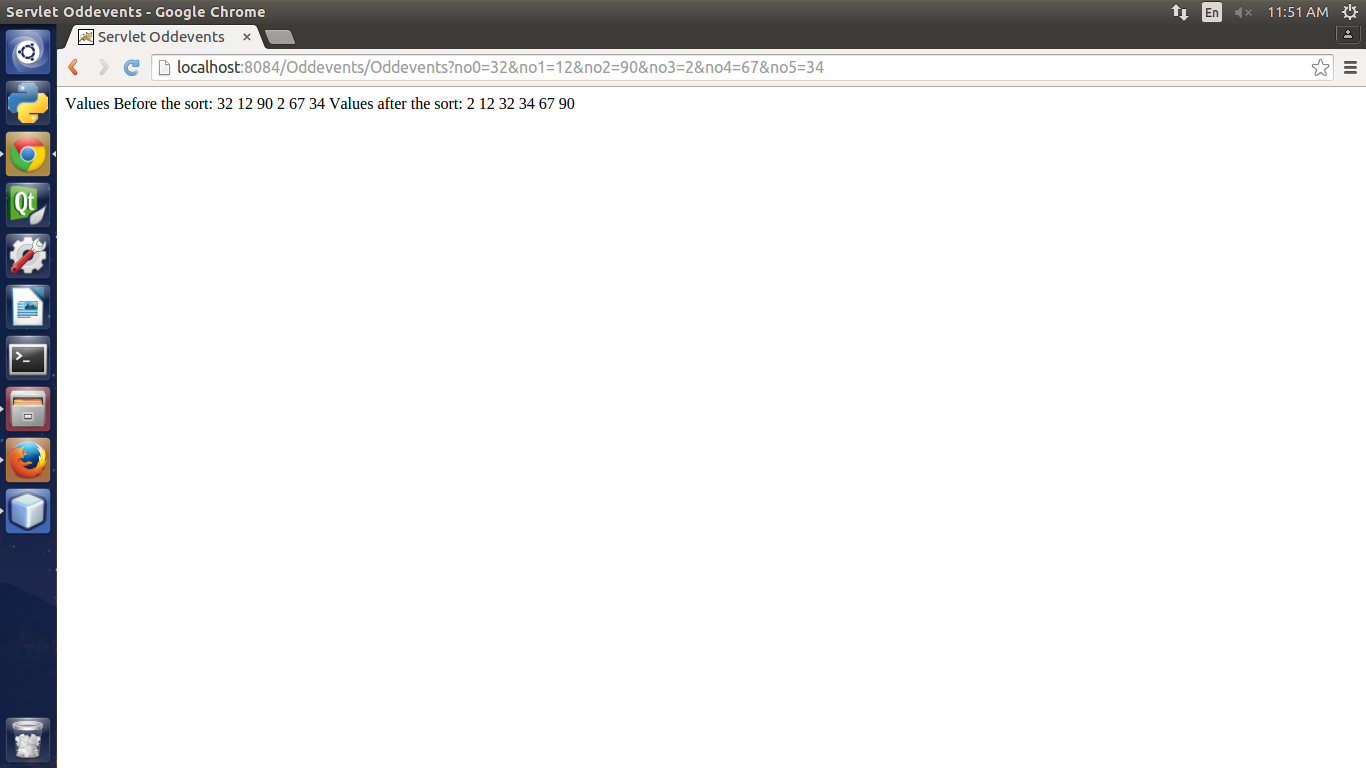 Servlet Oddevents - Google Chrome
En
11:51 AM
Servlet Oddevents ×
localhost:8084/Oddevents/Oddevents?no0=32&no1=12&no2=90&no3=2&no4=67&no5=34
Values Before the sort: 32 12 90 2 67 34 Values after the sort: 2 12 32 34 67 90
Qt
>_